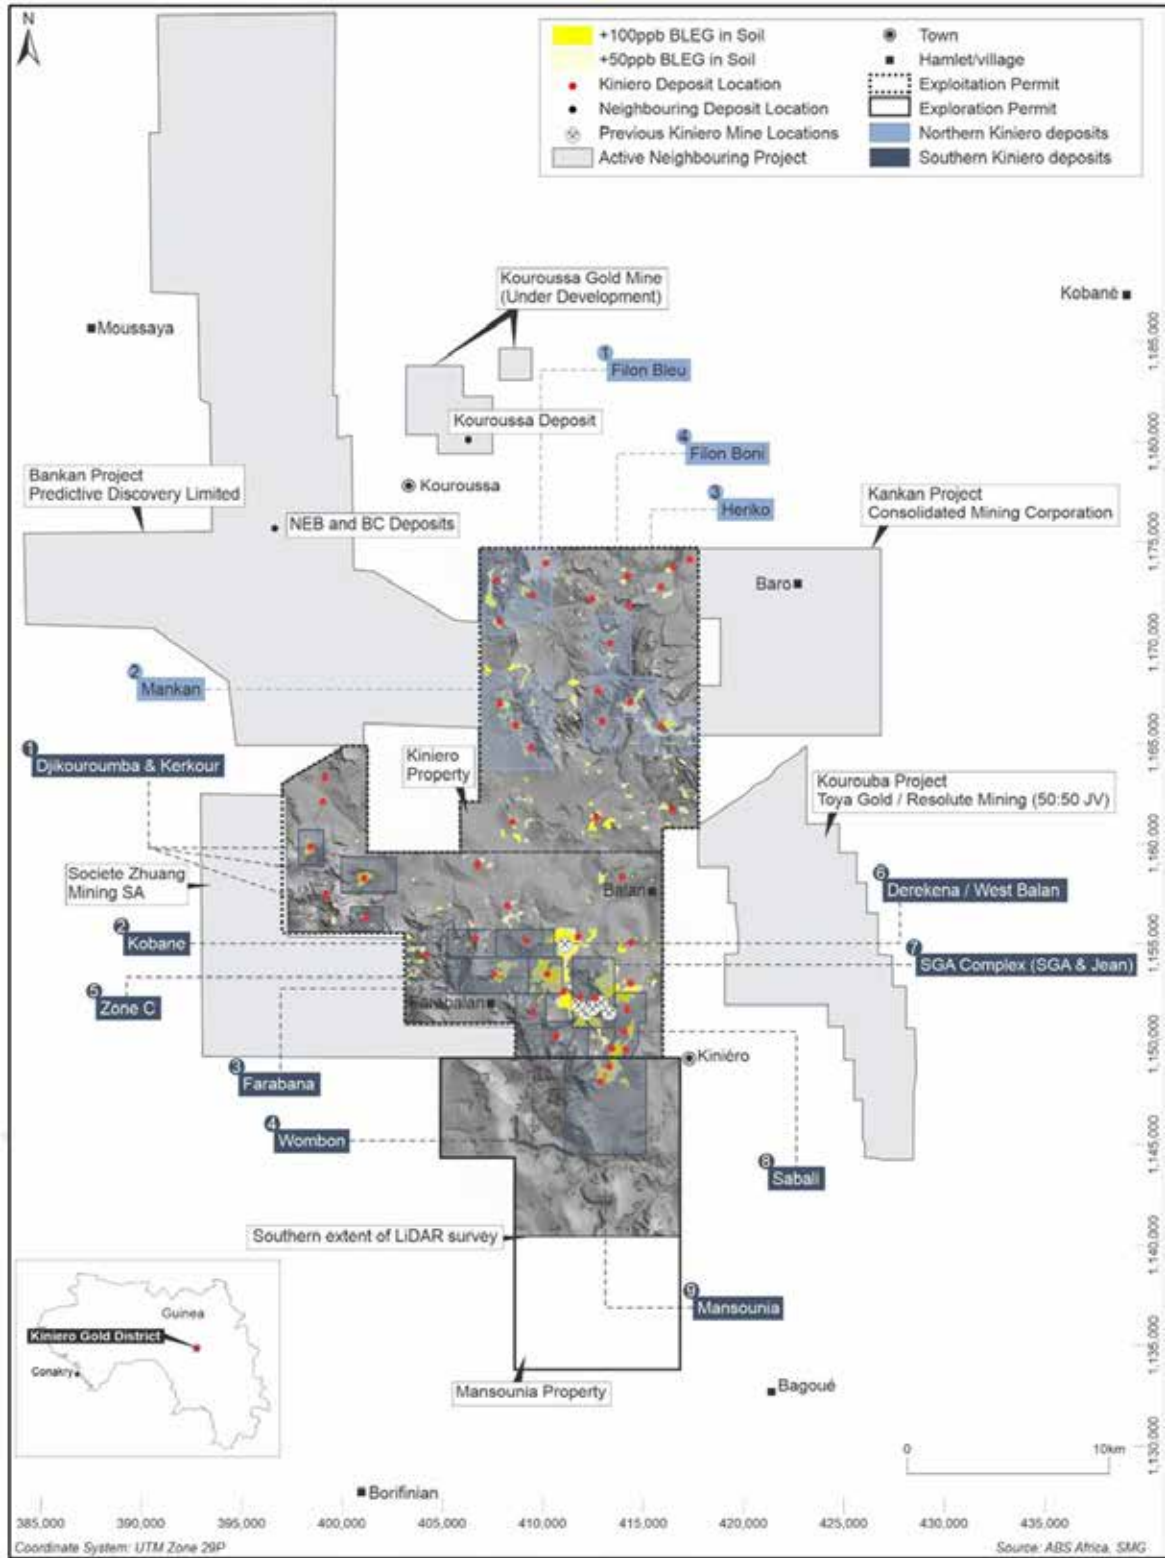 N
+100ppb BLEG in Soil
+50ppb BLEG in Soil
Kiniero Deposit Location
Neighbouring Deposit Location
Previous Kiniero Mine Locations
Active Neighbouring Project
Town
Hamlet/village
Exploitation Permit
Exploration Permit
Northern Kiniero deposits
Southern Kiniero deposits
Kouroussa Gold Mine
(Under Development)
Kobané
Moussaya
1
Filon Bleu
Kouroussa Deposit
4
Filon Boni
Bankan Project
Predictive Discovery Limited
Kouroussa
3
Heriko
Kankan Project
Consolidated Mining Corporation
NEB and BC Deposits
Baro
2
Mankan
1
Djikouroumba & Kerkour
Kiniero
Property
Kourouba Project
Toya Gold / Resolute Mining (50:50 JV)
Societe Zhuang
Mining SA
Balan
6
Derekena / West Balan
2
Kobane
7
SGA Complex (SGA & Jean)
5
Zone C
Farabalan
Kiniéro
3
Farabana
4
Wombon
8
Sabali
Southern extent of LiDAR survey
9
Mansounia
Guinea
Kiniero Gold District
Conakry
Mansounia Property
Bagoué
Borifinian
0 10km
1,185,000
1,180,000
1,175,000
1,170,000
1,165,000
1,160,000
1,155,000
1,150,000
1,145,000
1,140,000
1,135,000
1,130,000
385,000 390,000 395,000 400,000 405,000 410,000 415,000 420,000 425,000 430,000 435,000
Coordinate System: UTM Zone 29P
Source: ABS Africa, SMG